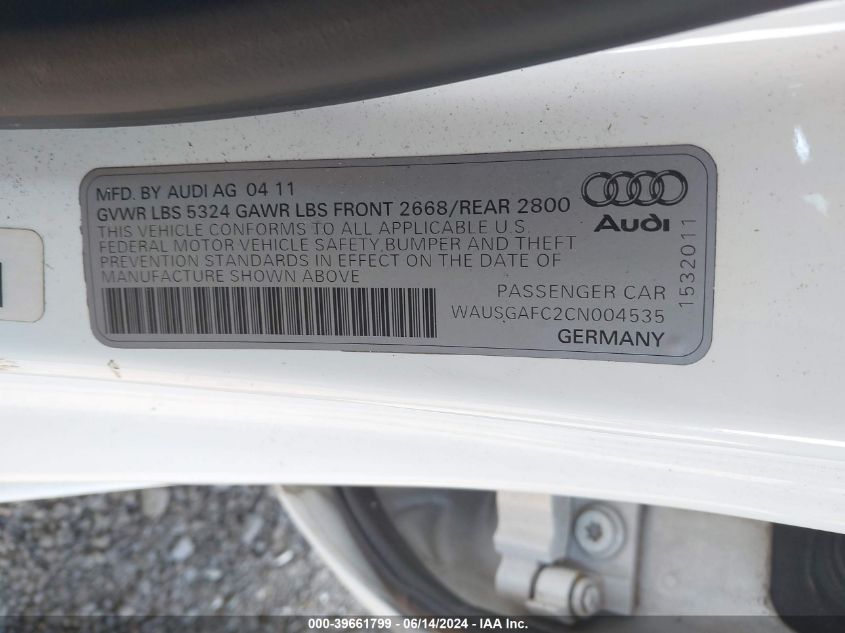 MFD. BY AUDI AG 04 11
GVWR LBS 5324 GAWR LBS FRONT 2668/REAR 2800
THIS VEHICLE CONFORMS TO ALL APPLICABLE U.S.
FEDERAL MOTOR VEHICLE SAFETY,BUMPER AND THEFT
PREVENTION STANDARDS IN EFFECT ON THE DATE OF
MANUFACTURE SHOWN ABOVE
Audi
1532011
PASSENGER CAR
WAUSGAFC2CN004535
GERMANY
000-39661799 - 06/14/2024 - IAA Inc.